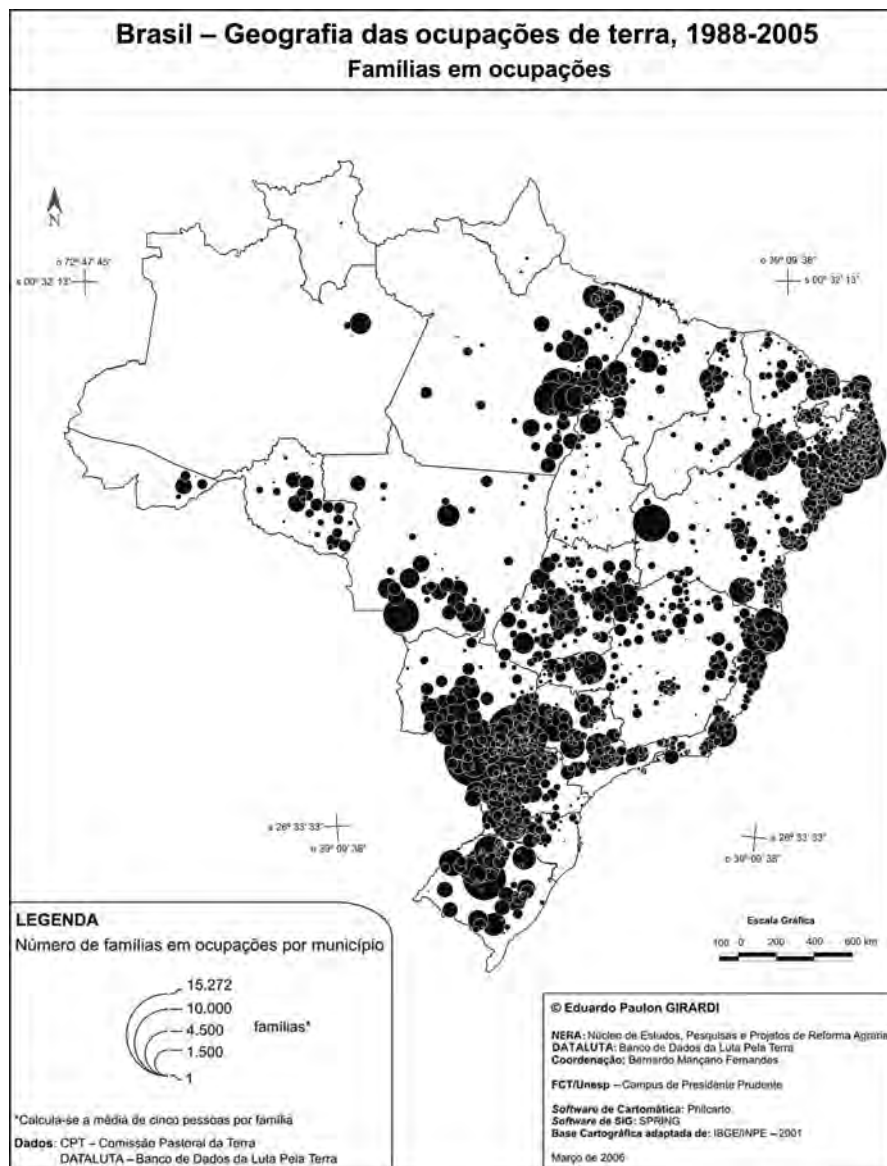 Brasil – Geografia das ocupações de terra, 1988-2005
Famílias em ocupações
N
o 72º 47' 45"
s 00º 32' 13"
o 39º 09' 38"
s 00º 32' 13"
s 26º 33' 33"
o 39º 09' 38"
o 39º 09' 38"
LEGENDA
Número de famílias em ocupações por município
15.272
10.000
4.500
1.500
1
famílias*
*Calcula-se a média de cinco pessoas por família
Dados: CPT – Comissão Pastoral da Terra
DATALUTA – Banco de Dados da Luta Pela Terra
Escala Gráfica
100 0 200 400 600 km
© Eduardo Paulon GIRARDI
NERA: Núcleo de Estudos, Pesquisas e Projetos de Reforma Agrária
DATALUTA: Banco de Dados da Luta Pela Terra
Coordenação: Bernardo Mançano Fernandes
FCT/Unesp – Campus de Presidente Prudente
Software de Cartomática: Philcarto
Software de SIG: SPRING
Base Cartográfica adaptada de: IBGE/INPE – 2001
Março de 2006